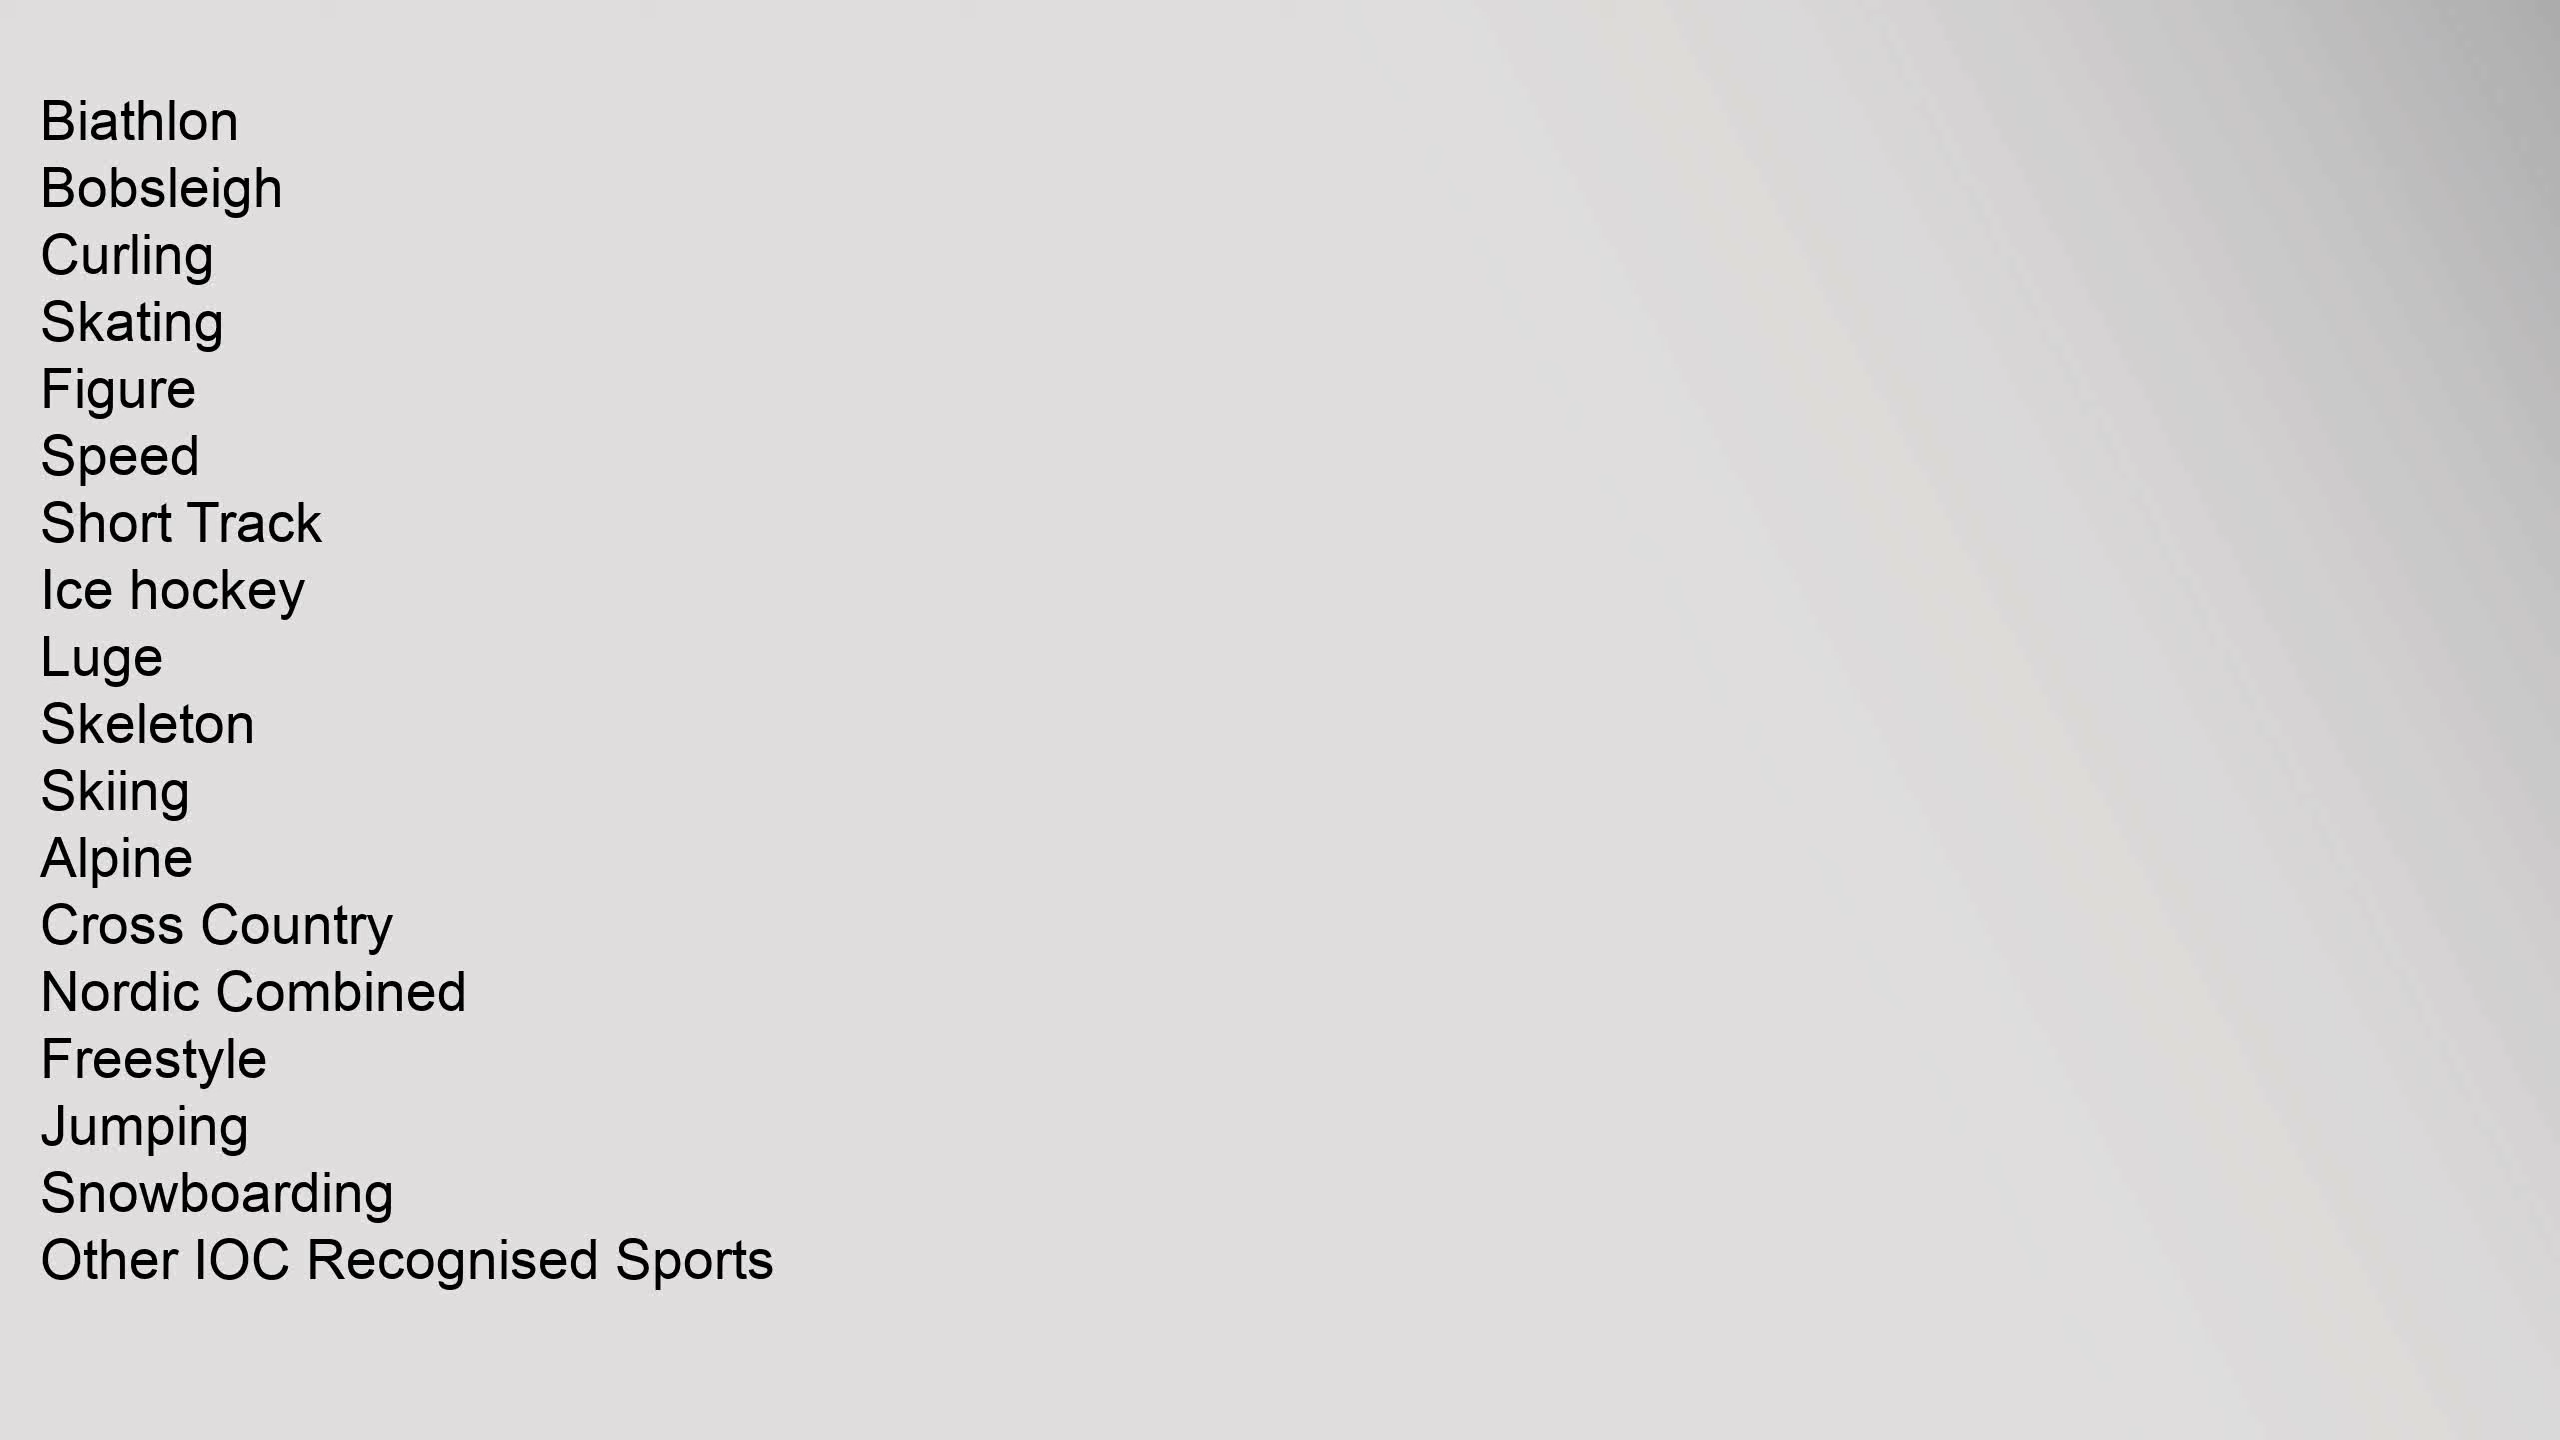 Biathlon
Bobsleigh
Curling
Skating
Figure
Speed
Short Track
Ice hockey
Luge
Skeleton
Skiing
Alpine
Cross Country
Nordic Combined
Freestyle
Jumping
Snowboarding
Other IOC Recognised Sports